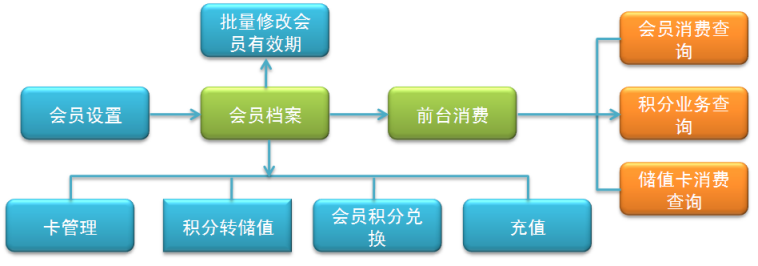 批量修改会
员有效期
会员消费查
询
会员设置
会员档案
前台消费
积分业务查
询
储值卡消费
查询
卡管理
积分转储值
会员积分兑
换
充值